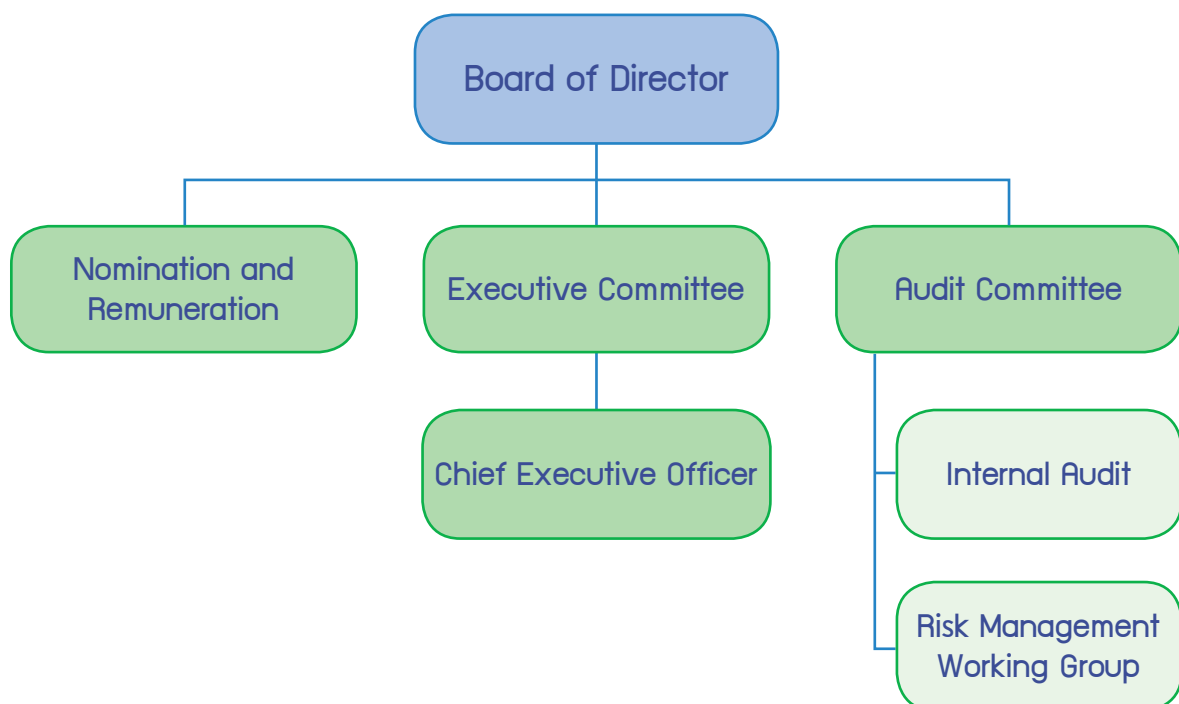 Board of Director
Nomination and
Remuneration
Executive Committee
Audit Committee
Chief Executive Officer
Internal Audit
Risk Management
Working Group